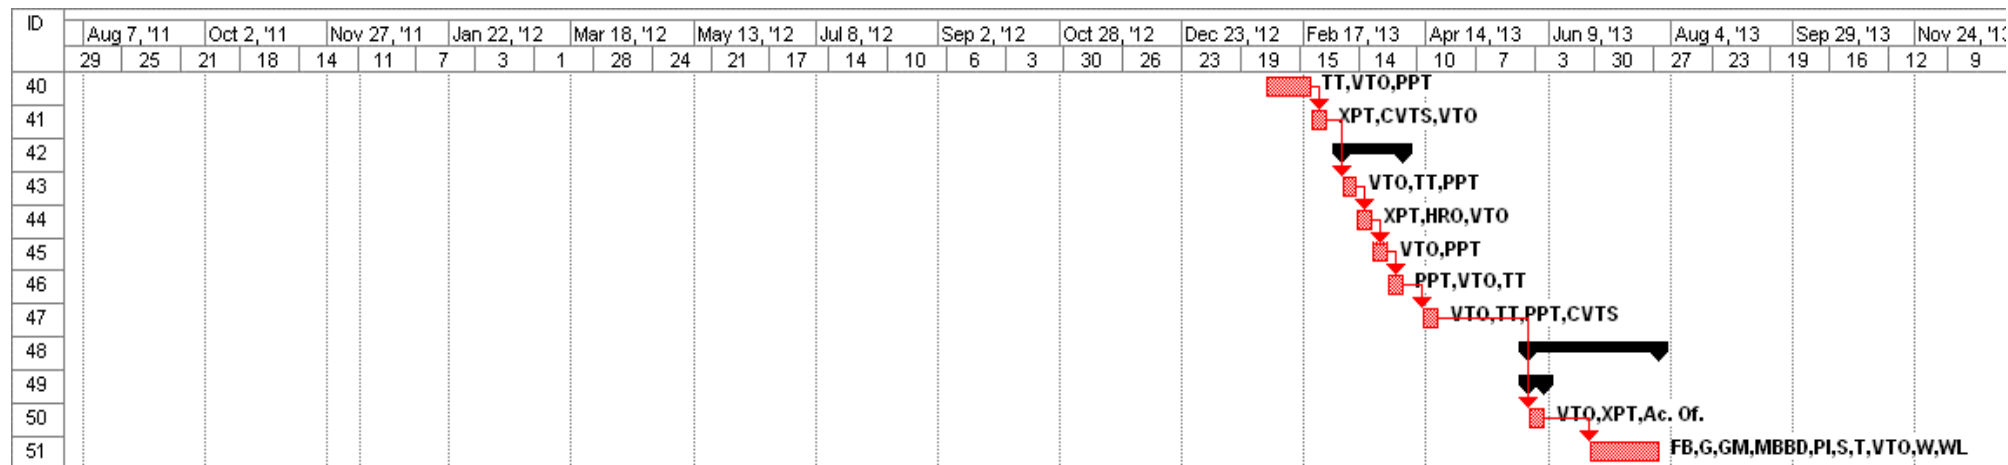 ID
Aug 7, '11 Oct 2, '11 Nov 27, '11 Jan 22, '12 Mar 18, '12 May 13, '12 Jul 8, '12 Sep 2, '12 Oct 28, '12 Dec 23, '12 Feb 17, '13 Apr 14, '13 Jun 9, '13 Aug 4, '13 Sep 29, '13 Nov 24, '13
29 25 21 18 14 11 7 3 1 28 24 21 17 14 10 6 3 30 26 23 19 15 14 10 7 3 30 27 23 19 16 12 9
40 TT,VTO,PPT
41 XPT,CVTS,VTO
42
43 VTO,TT,PPT
44 XPT,HRO,VTO
45 VTO,PPT
46 PPT,VTO,TT
47 VTO,TT,PPT,CVTS
48
49
50 VTO,XPT,Ac. Of.
51 FB,G,GM,MBBD,PI,S,T,VTO,W,WL